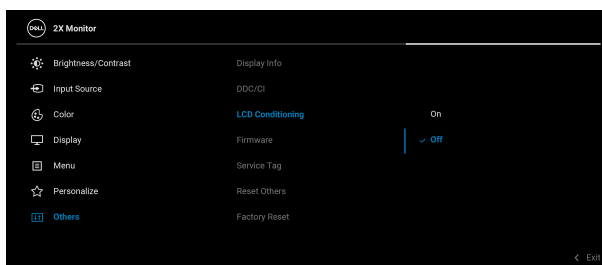 DELL
2X Monitor
Brightness/Contrast
Display Info
Input Source
DDC/CI
Color
LCD Conditioning
On
Display
Firmware
Off
Menu
Service Tag
Personalize
Reset Others
Others
Factory Reset
Exit